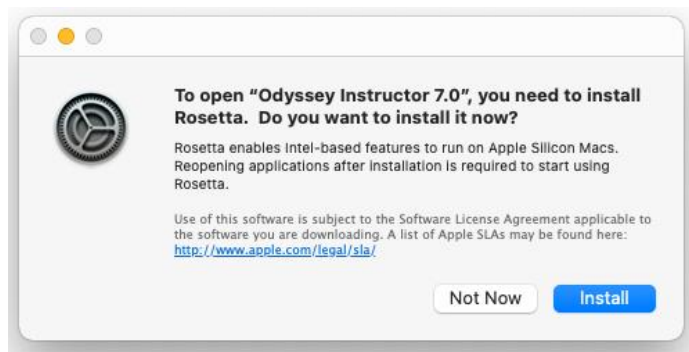 To open “Odyssey Instructor 7.0”, you need to install
Rosetta.  Do you want to install it now?
Rosetta enables Intel-based features to run on Apple Silicon Macs.
Reopening applications after installation is required to start using
Rosetta.
Use of this software is subject to the Software License Agreement applicable to
the software you are downloading. A list of Apple SLAs may be found here:
http://www.apple.com/legal/sla/
Not Now
Install